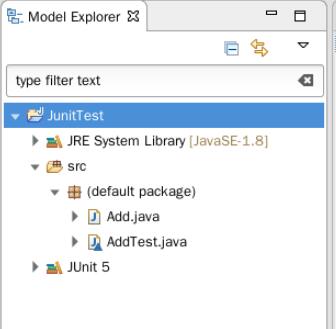 Model Explorer
type filter text
JunitTest
JRE System Library [JavaSE-1.8]
src
(default package)
Add.java
AddTest.java
JUnit 5